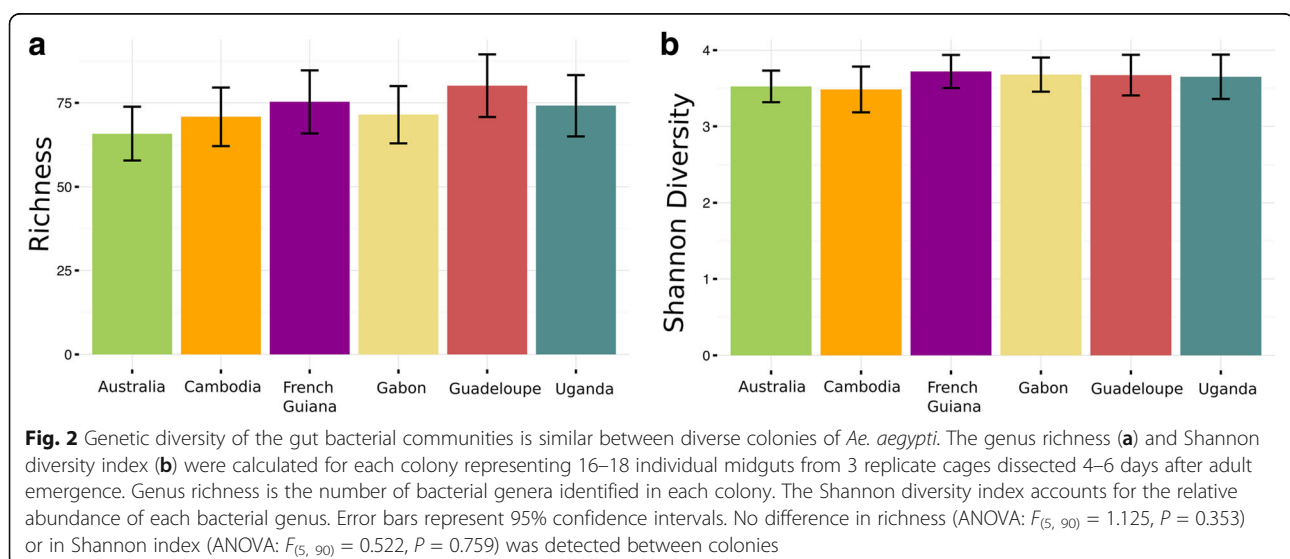 a
Richness
75
50
25
0
Australia
Cambodia
French
Guiana
Gabon
Guadeloupe
Uganda
b
Shannon Diversity
4
3
2
1
0
Australia
Cambodia
French
Guiana
Gabon
Guadeloupe
Uganda
Fig. 2 Genetic diversity of the gut bacterial communities is similar between diverse colonies of Ae. aegypti. The genus richness (a) and Shannon
diversity index (b) were calculated for each colony representing 16–18 individual midguts from 3 replicate cages dissected 4–6 days after adult
emergence. Genus richness is the number of bacterial genera identified in each colony. The Shannon diversity index accounts for the relative
abundance of each bacterial genus. Error bars represent 95% confidence intervals. No difference in richness (ANOVA: F(5, 90) = 1.125, P = 0.353)
or in Shannon index (ANOVA: F(5, 90) = 0.522, P = 0.759) was detected between colonies